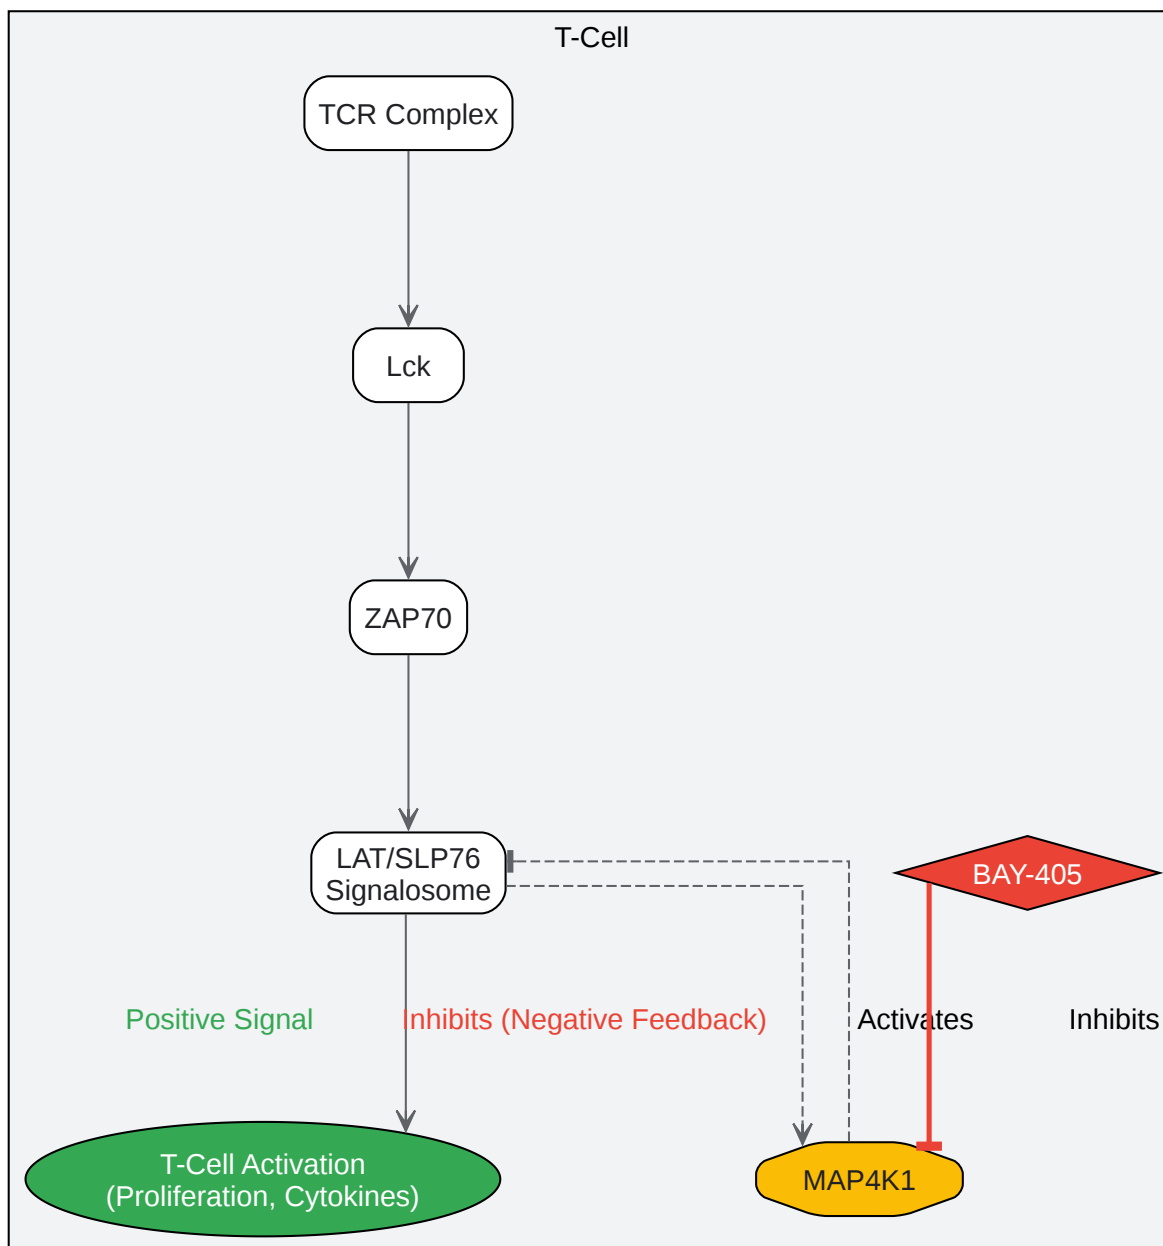 T-Cell
TCR Complex
Lck
ZAP70
LAT/SLP76
Signalosome
BAY-405
Positive Signal
Inhibits (Negative Feedback)
Activates
Inhibits
T-Cell Activation
(Proliferation, Cytokines)
MAP4K1